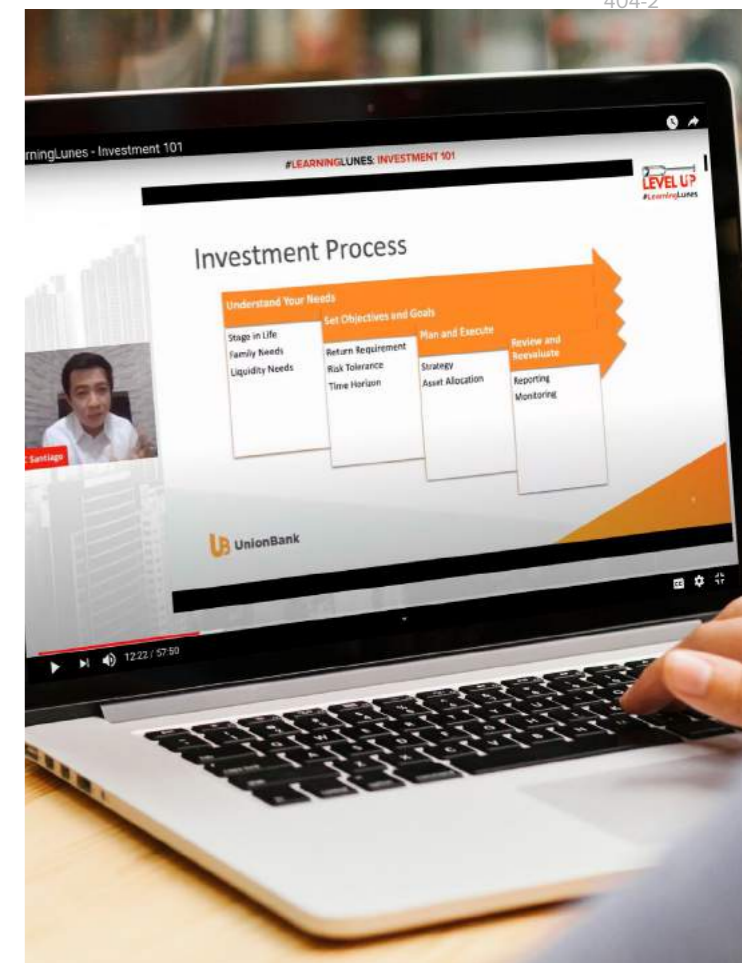 404-2
rningLunes - Investment 101
#LEARNINGLUNES: INVESTMENT 101
LEVEL UP
#LearningLunes
Investment Process
Understand Your Needs
Stage in Life
Family Needs
Liquidity Needs
Set Objectives and Goals
Return Requirement
Risk Tolerance
Time Horizon
Man and Execute
Strategy
Asset Allocation
Review and
Reevaluate
Reporting
Monitoring
Santiago
UB UnionBank
12:22 / 57:50